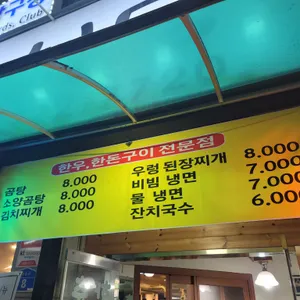 rds, Club
한우,한돈구이 전문점
곰탕 8.000
소양곰탕 8.000
김치찌개 8.000
우렁 된장찌개 8.000
비빔 냉면 7.000
물 냉면 7.000
잔치국수 6.000